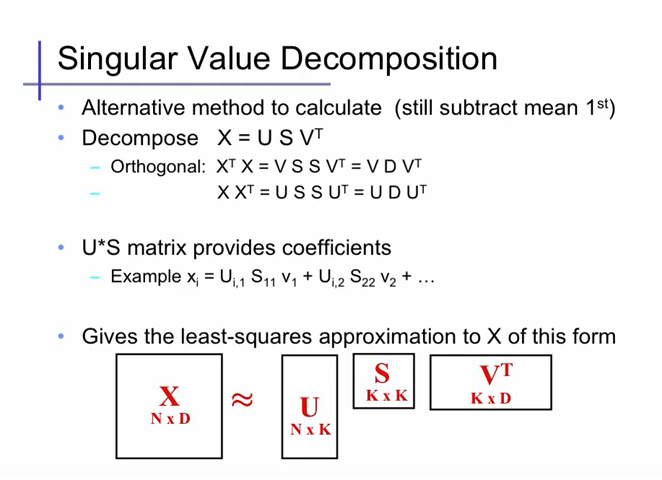 Singular Value Decomposition
• Alternative method to calculate (still subtract mean 1ˢᵗ)
• Decompose X = U S Vᵀ
– Orthogonal: Xᵀ X = V S S Vᵀ = V D Vᵀ
– X Xᵀ = U S S Uᵀ = U D Uᵀ
• U*S matrix provides coefficients
– Example xᵢ = Uᵢ,₁ S₁₁ v₁ + Uᵢ,₂ S₂₂ v₂ + …
• Gives the least-squares approximation to X of this form
X
N x D
≈
U
N x K
S
K x K
Vᵀ
K x D